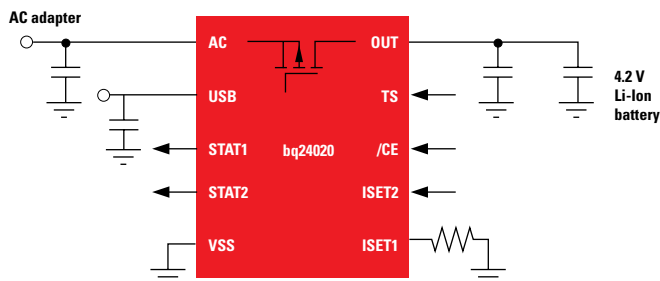 AC adapter
AC
OUT
USB
TS
4.2 V
Li-Ion
battery
STAT1
bq24020
/CE
STAT2
ISET2
VSS
ISET1